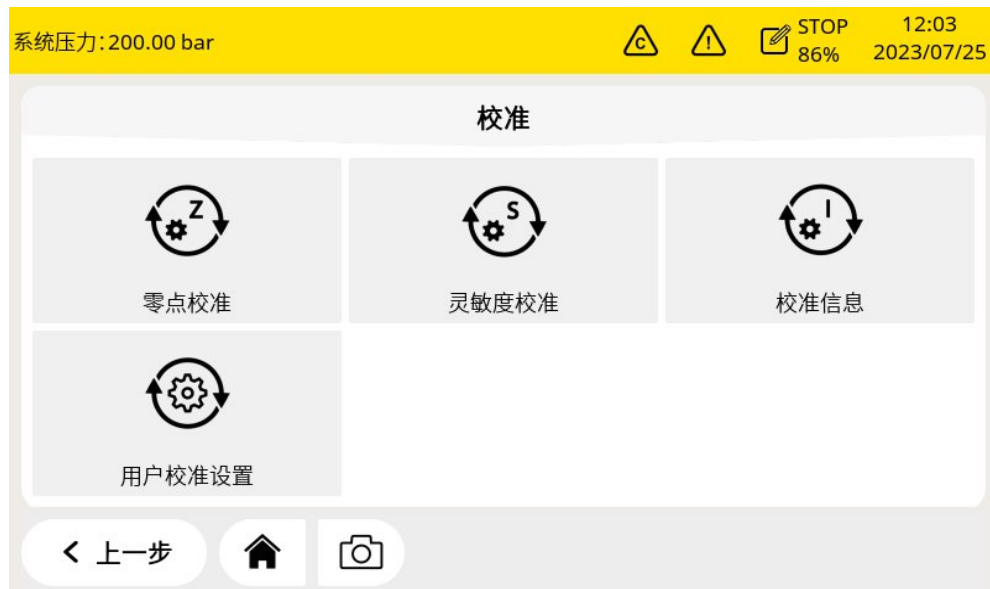 系统压力:200.00 bar
C
!
STOP
86%
12:03
2023/07/25
校准
Z
S
I
零点校准
灵敏度校准
校准信息
用户校准设置
上一步